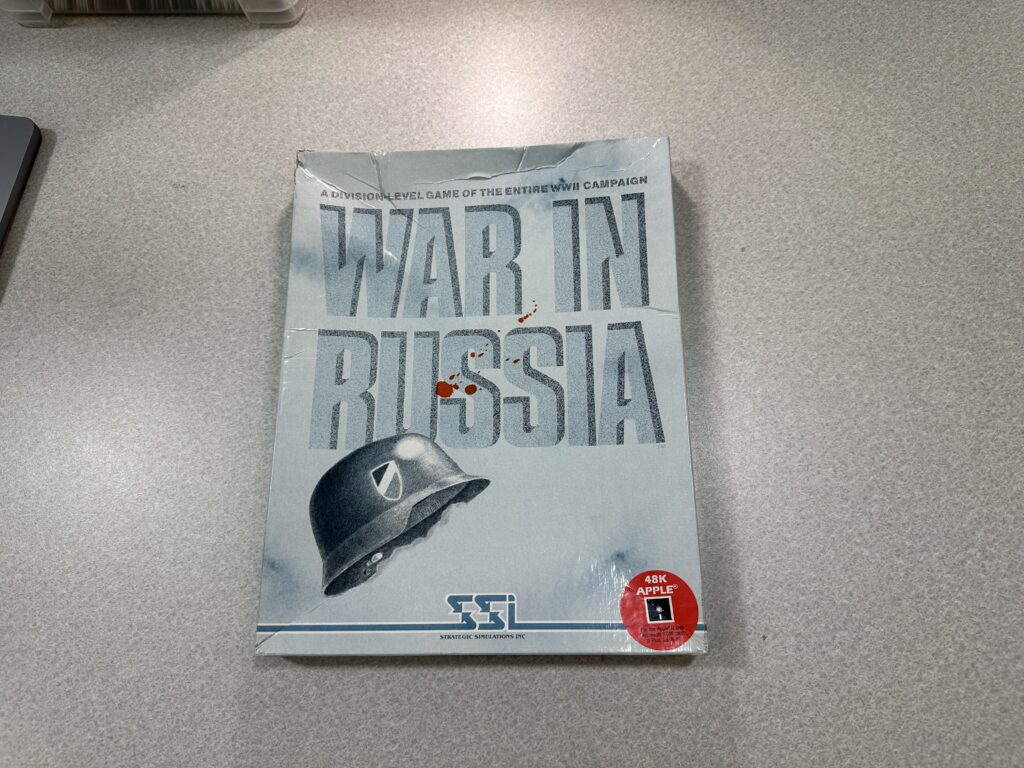 A DIVISION-LEVEL GAME OF THE ENTIRE WWII CAMPAIGN
WAR IN
RUSSIA
SSI
STRATEGIC SIMULATIONS INC
48K
APPLE®